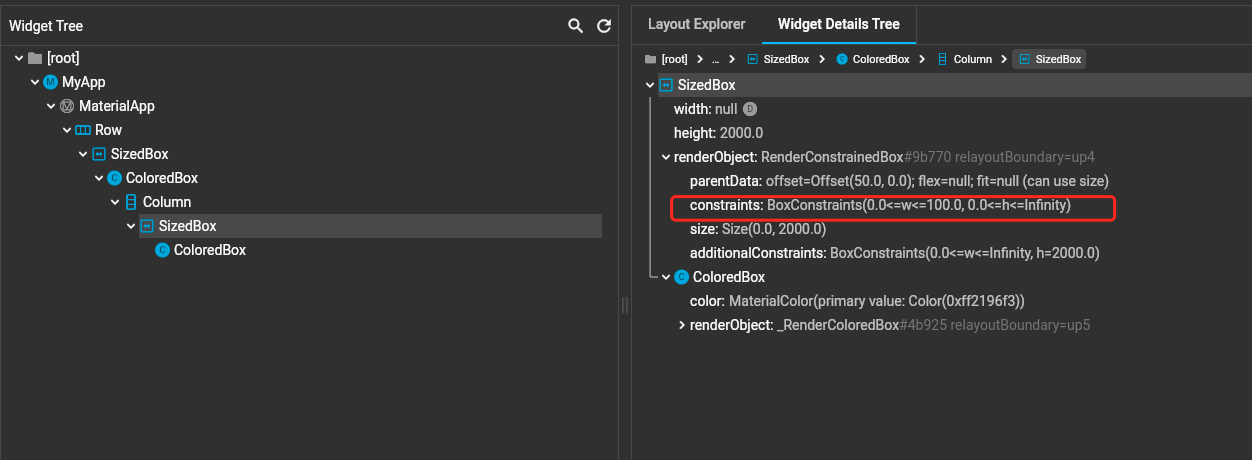 Widget Tree
[root]
MyApp
MaterialApp
Row
SizedBox
ColoredBox
Column
SizedBox
ColoredBox
Layout Explorer Widget Details Tree
[root] > ... > SizedBox > ColoredBox > Column > SizedBox
SizedBox
width: null D
height: 2000.0
renderObject: RenderConstrainedBox#9b770 relayoutBoundary=up4
parentData: offset=Offset(50.0, 0.0); flex=null; fit=null (can use size)
constraints: BoxConstraints(0.0<=w<=100.0, 0.0<=h<=Infinity)
size: Size(0.0, 2000.0)
additionalConstraints: BoxConstraints(0.0<=w<=Infinity, h=2000.0)
ColoredBox
color: MaterialColor(primary value: Color(0xff2196f3))
renderObject: _RenderColoredBox#4b925 relayoutBoundary=up5